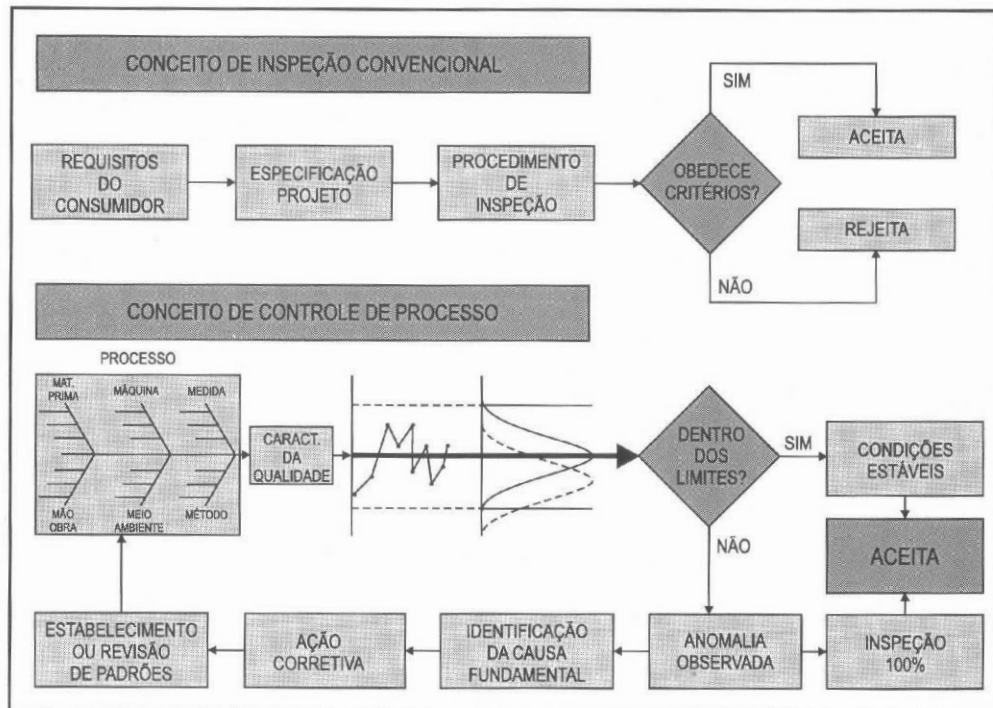 CONCEITO DE INSPEÇÃO CONVENCIONAL
REQUISITOS
DO
CONSUMIDOR
ESPECIFICAÇÃO
PROJETO
PROCEDIMENTO
DE
INSPEÇÃO
OBEDECE
CRITÉRIOS?
SIM
ACEITA
NÃO
REJEITA
CONCEITO DE CONTROLE DE PROCESSO
PROCESSO
MAT.
PRIMA
MÁQUINA
MEDIDA
MÃO
OBRA
MEIO
AMBIENTE
MÉTODO
CARACT.
DA
QUALIDADE
DENTRO
DOS
LIMITES?
SIM
CONDIÇÕES
ESTÁVEIS
NÃO
ACEITA
ESTABELECIMENTO
OU REVISÃO
DE PADRÕES
AÇÃO
CORRETIVA
IDENTIFICAÇÃO
DA CAUSA
FUNDAMENTAL
ANOMALIA
OBSERVADA
INSPEÇÃO
100%